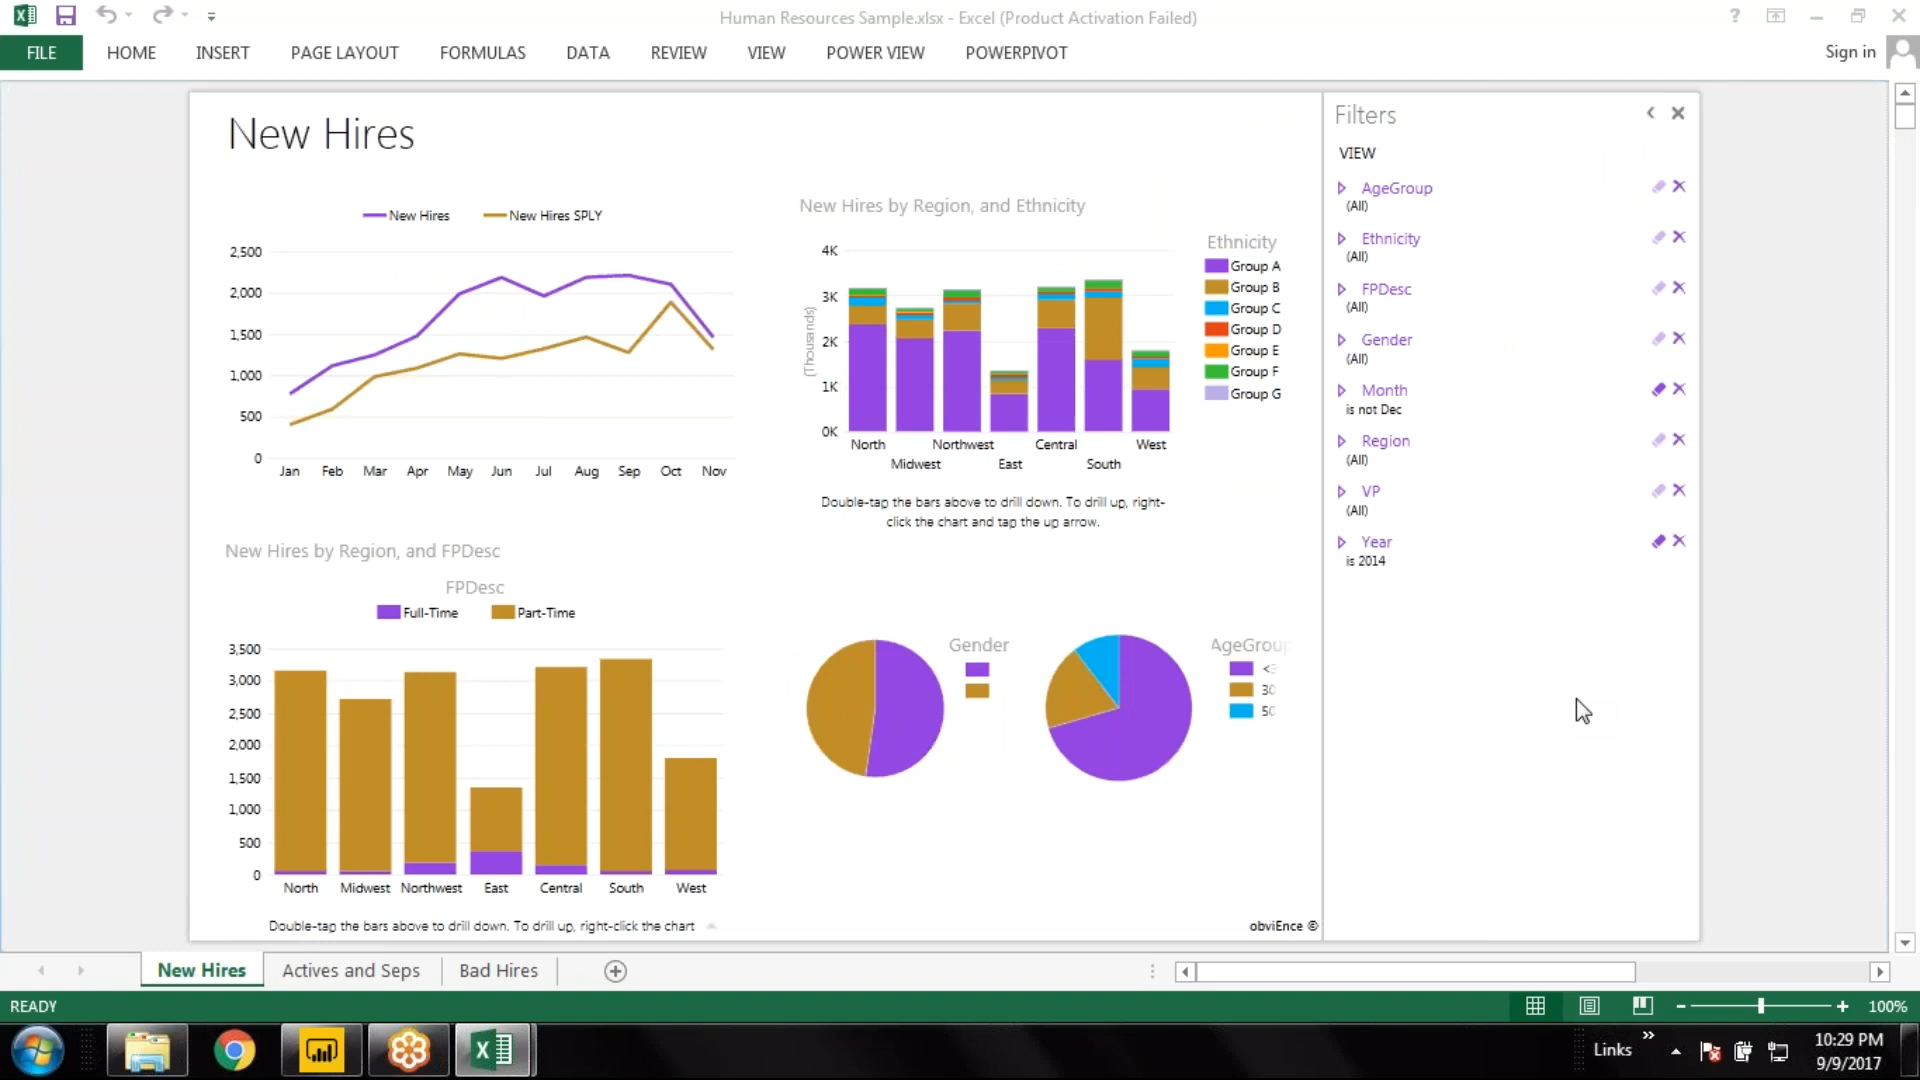 Human Resources Sample.xlsx - Excel (Product Activation Failed)
?
FILE HOME INSERT PAGE LAYOUT FORMULAS DATA REVIEW VIEW POWER VIEW POWERPIVOT
Sign in
New Hires
New Hires New Hires SPLY
2,500
2,000
1,500
1,000
500
0
Jan Feb Mar Apr May Jun Jul Aug Sep Oct Nov
New Hires by Region, and Ethnicity
(Thousands)
4K
3K
2K
1K
0K
North Northwest Central West
Midwest East South
Ethnicity
Group A
Group B
Group C
Group D
Group E
Group F
Group G
Double-tap the bars above to drill down. To drill up, right-
click the chart and tap the up arrow.
New Hires by Region, and FPDesc
FPDesc
Full-Time Part-Time
3,500
3,000
2,500
2,000
1,500
1,000
500
0
North Midwest Northwest East Central South West
Double-tap the bars above to drill down. To drill up, right-click the chart
Gender
AgeGroup
30
50
obviEnce ©
Filters
VIEW
AgeGroup
(All)
Ethnicity
(All)
FPDesc
(All)
Gender
(All)
Month
is not Dec
Region
(All)
VP
(All)
Year
is 2014
New Hires Actives and Seps Bad Hires
READY
100%
Links
10:29 PM
9/9/2017